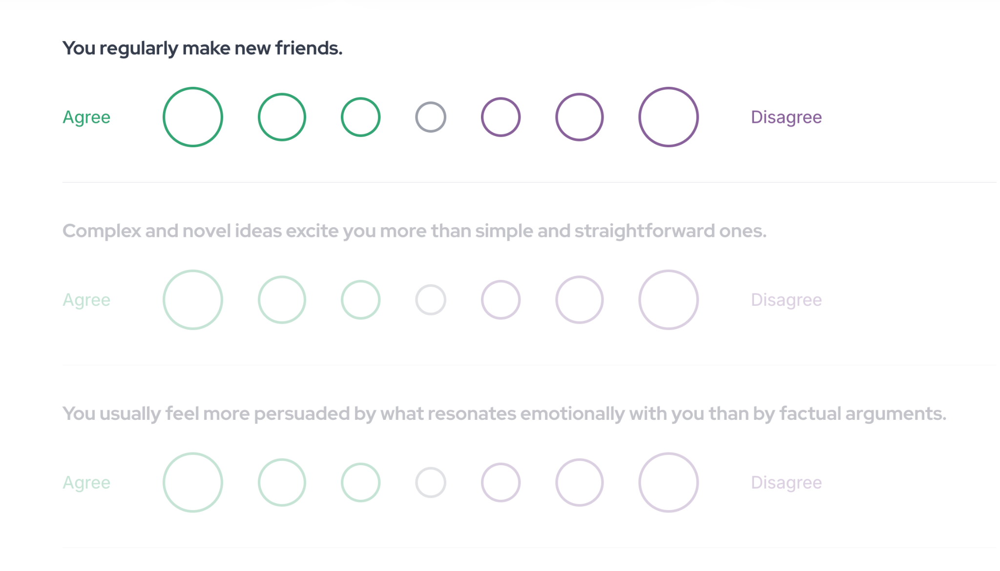 You regularly make new friends.
Agree Disagree
Complex and novel ideas excite you more than simple and straightforward ones.
Agree Disagree
You usually feel more persuaded by what resonates emotionally with you than by factual arguments.
Agree Disagree